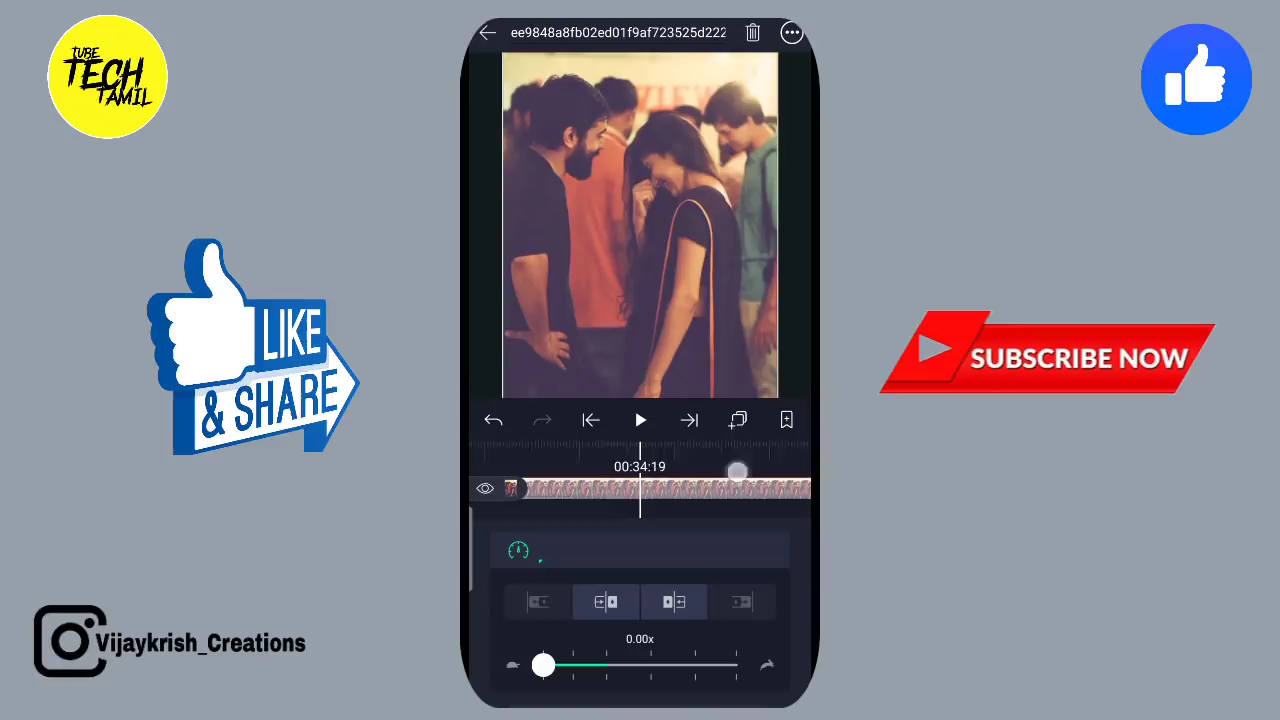 TUBE
TECH
TAMIL
ee9848a8fb02ed01f9af723525d222
LIKE
& SHARE
SUBSCRIBE NOW
00:34:19
0.00x
Vijaykrish_Creations